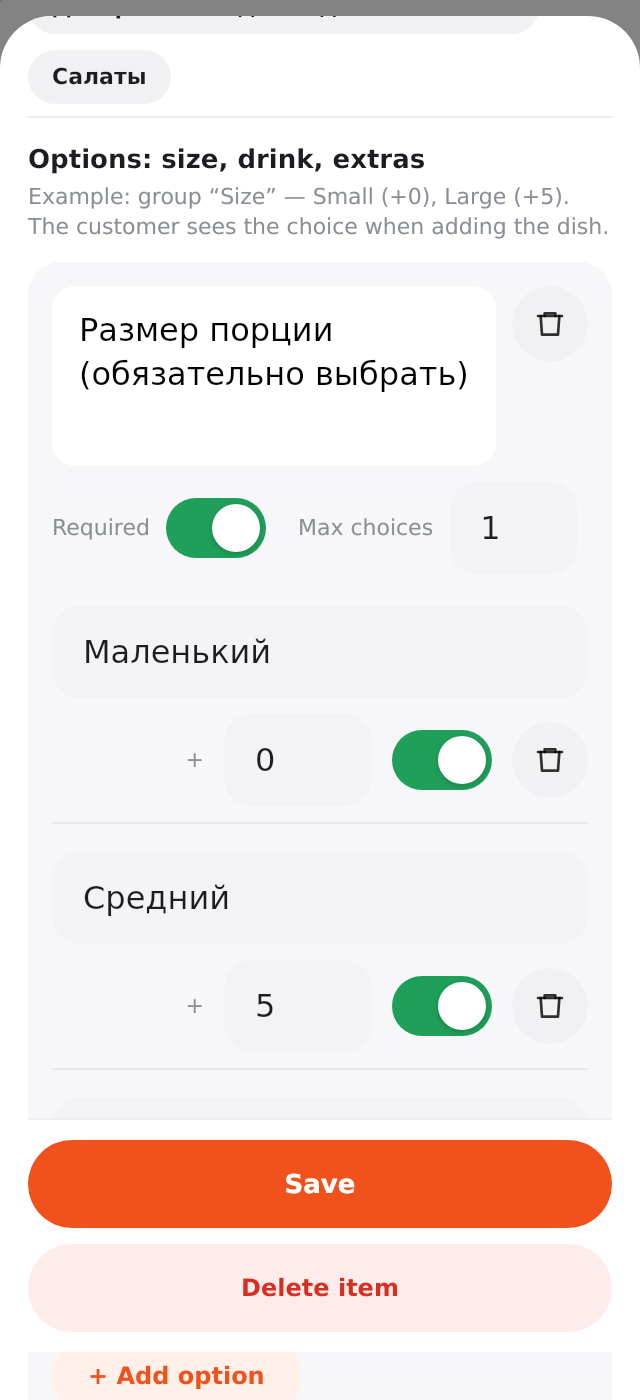 Салаты
Options: size, drink, extras
Example: group “Size” — Small (+0), Large (+5).
The customer sees the choice when adding the dish.
Размер порции
(обязательно выбрать)
Required
Max choices
1
Маленький
+
0
Средний
+
5
Save
Delete item
+ Add option